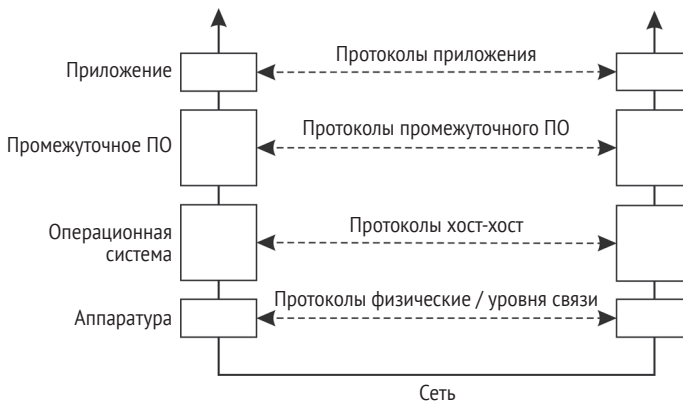 Протоколы приложения
Приложение
Протоколы промежуточного ПО
Промежуточное ПО
Протоколы хост-хост
Операционная
система
Протоколы физические / уровня связи
Аппаратура
Сеть